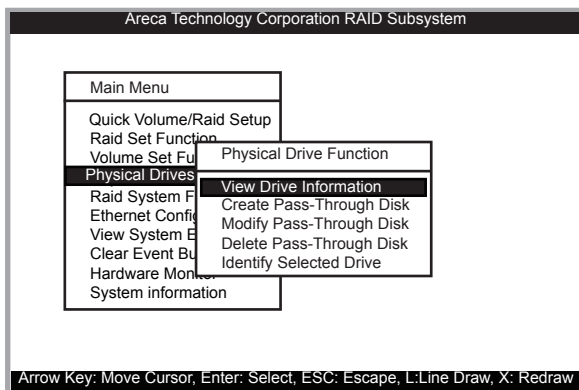 Areca Technology Corporation RAID Subsystem
Main Menu
Quick Volume/Raid Setup
Raid Set Function
Volume Set Fu
Physical Drives
Raid System F
Ethernet Config
View System E
Clear Event Bu
Hardware Monitor
System information
Physical Drive Function
View Drive Information
Create Pass-Through Disk
Modify Pass-Through Disk
Delete Pass-Through Disk
Identify Selected Drive
Arrow Key: Move Cursor, Enter: Select, ESC: Escape, L:Line Draw, X: Redraw